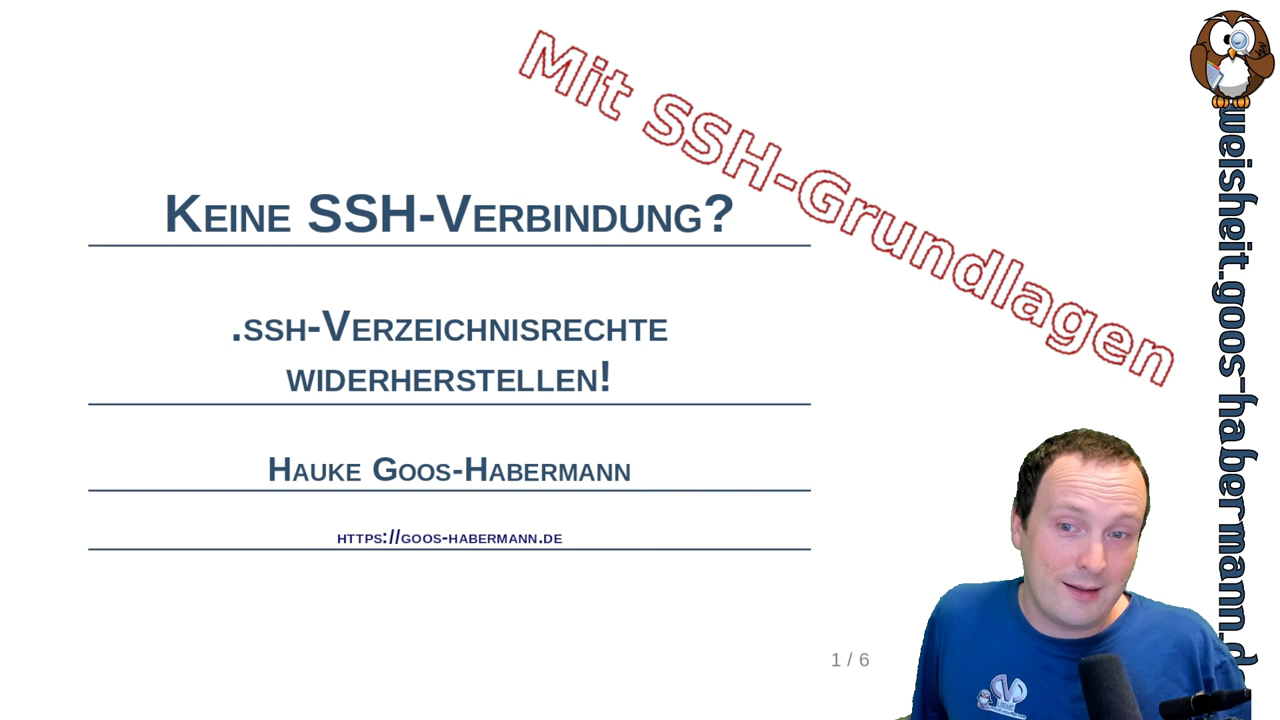 Mit SSH-Grundlagen
Keine SSH-Verbindung?
.ssh-Verzeichnisrechte
widerherstellen!
Hauke Goos-Habermann
https://goos-habermann.de
1 / 6
weisheit.goos-habermann.d